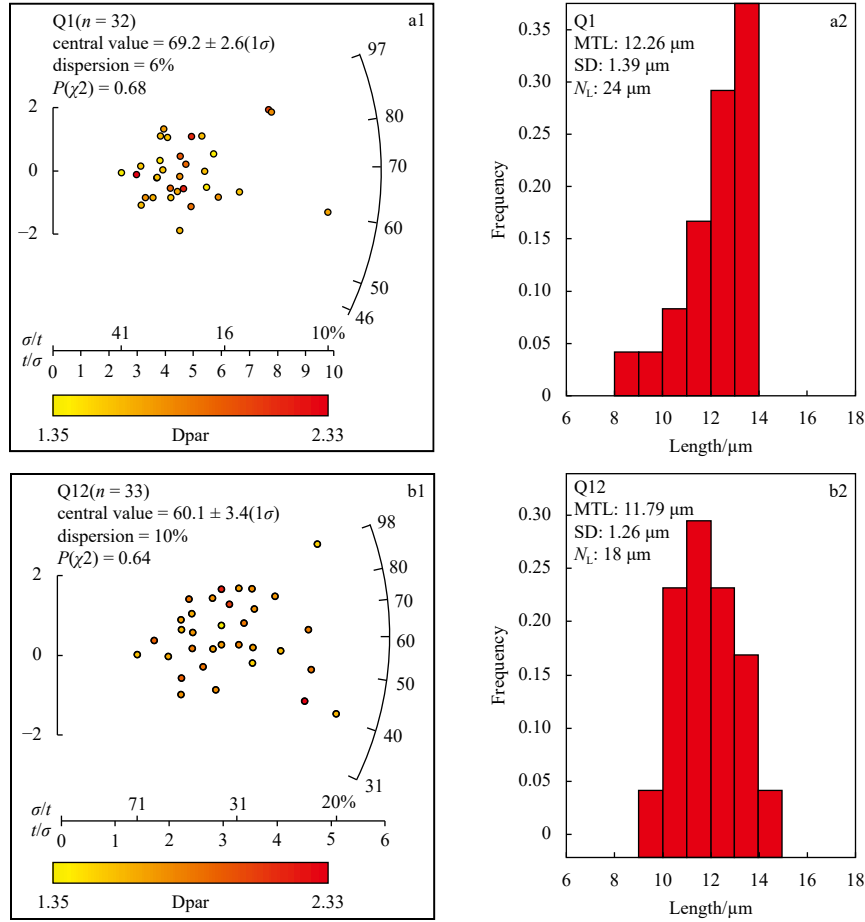 Q1(n = 32)
a1
central value = 69.2 ± 2.6(1σ)
dispersion = 6%
P(χ2) = 0.68
97
80
70
60
50
46
2
0
−2
σ/t
41
16
10%
t/σ
0 1 2 3 4 5 6 7 8 9 10
1.35
Dpar
2.33
Q1
a2
MTL: 12.26 μm
SD: 1.39 μm
NL: 24 μm
Frequency
0.35
0.30
0.25
0.20
0.15
0.10
0.05
0
6 8 10 12 14 16 18
Length/μm
Q12(n = 33)
b1
central value = 60.1 ± 3.4(1σ)
dispersion = 10%
P(χ2) = 0.64
98
80
70
60
50
40
31
2
0
−2
σ/t
71
31
20%
t/σ
0 1 2 3 4 5 6
1.35
Dpar
2.33
Q12
b2
MTL: 11.79 μm
SD: 1.26 μm
NL: 18 μm
Frequency
0.30
0.25
0.20
0.15
0.10
0.05
0
6 8 10 12 14 16 18
Length/μm